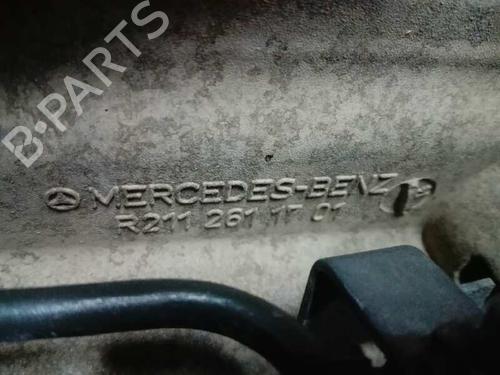 B·PARTS
MERCEDES-BENZ
R211 261 17 01